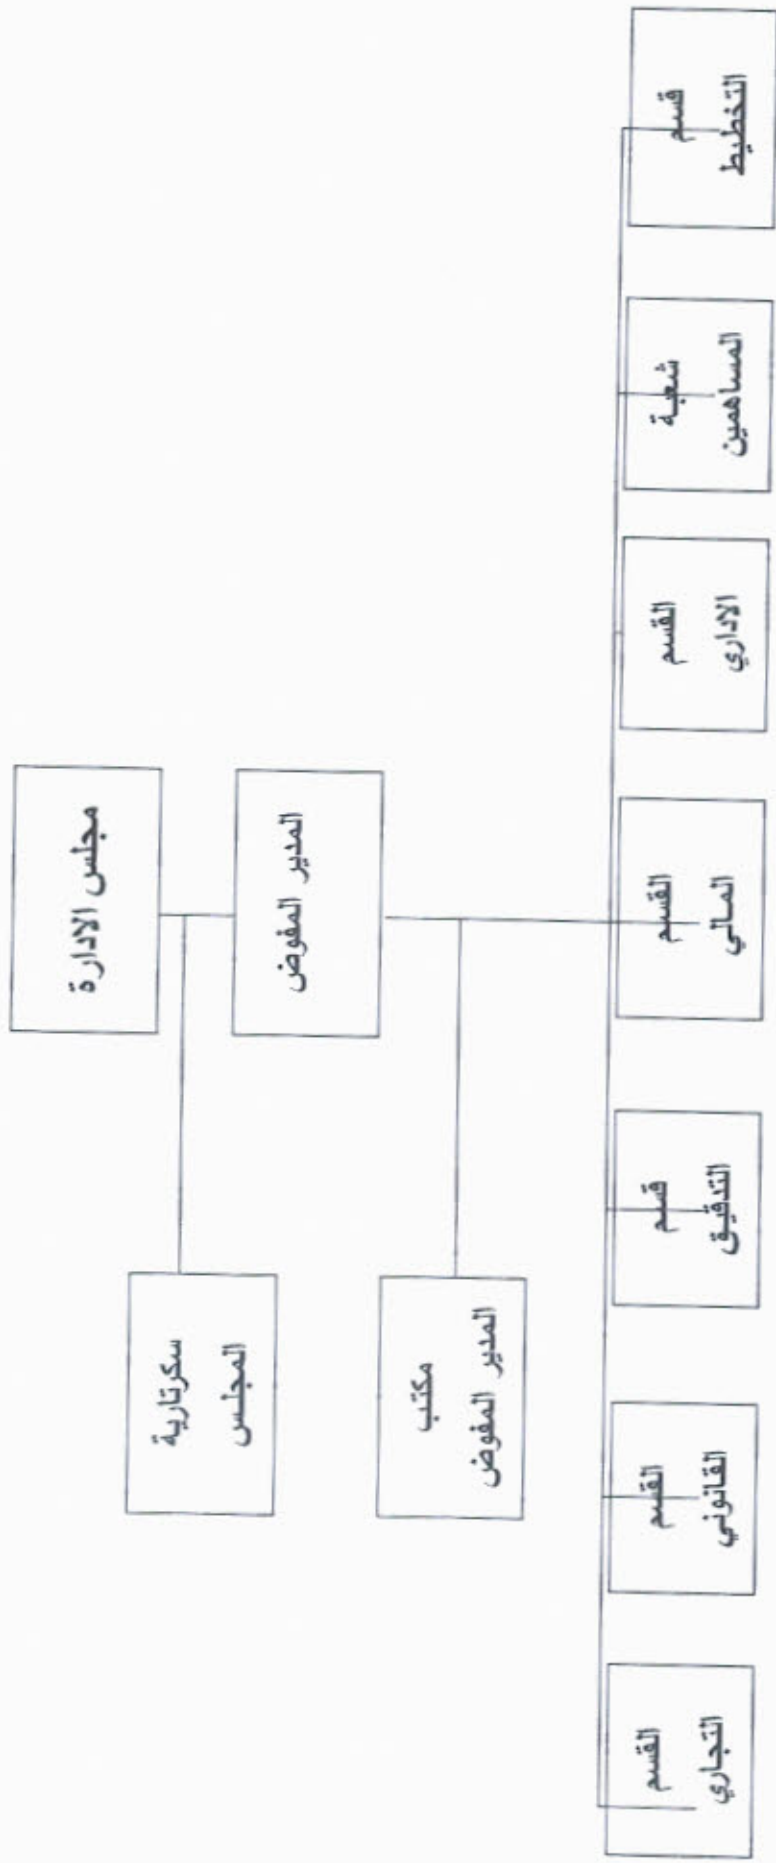 مجلس الادارة
المدير المفوض
سكرتارية
المجلس
مكتب
المدير المفوض
قسم
التخطيط
شعبة
المساهمين
القسم
الاداري
القسم
المالي
قسم
التدقيق
القسم
القانوني
القسم
التجاري